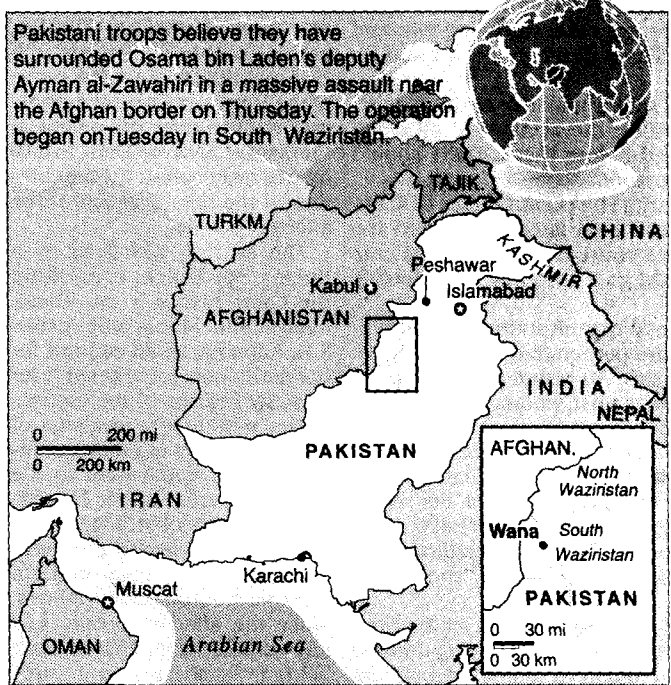 Pakistani troops believe they have
surrounded Osama bin Laden's deputy
Ayman al-Zawahiri in a massive assault near
the Afghan border on Thursday. The operation
began onTuesday in South Waziristan.
TAJIK.
TURKM.
CHINA
KASHMIR
Peshawar
Kabul
Islamabad
AFGHANISTAN
INDIA
NEPAL
0 200 mi
0 200 km
PAKISTAN
IRAN
Karachi
Muscat
OMAN
Arabian Sea
AFGHAN.
North
Waziristan
Wana
South
Waziristan
PAKISTAN
0 30 mi
0 30 km